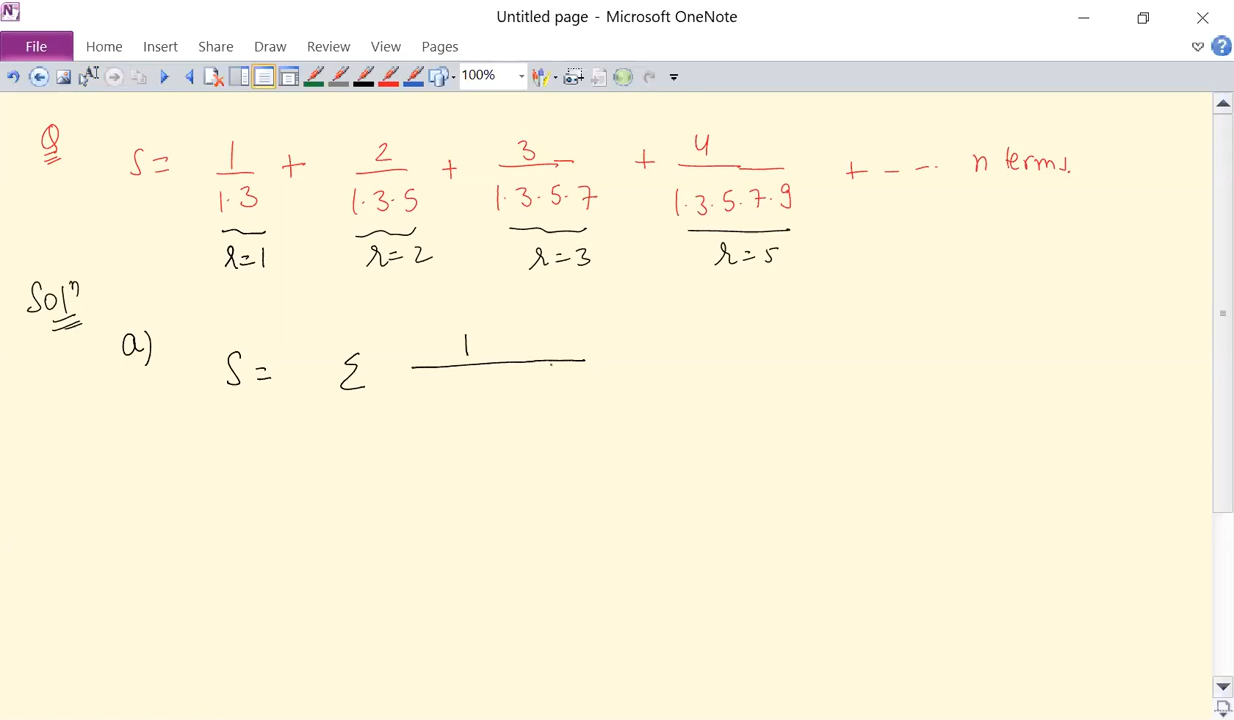 Untitled page - Microsoft OneNote
File Home Insert Share Draw Review View Pages
100%
Q S = 1/1·3 + 2/1·3·5 + 3/1·3·5·7 + 4/1·3·5·7·9 + - -·· n terms.
r=1 r=2 r=3 r=5
Solⁿ
a) S = Σ 1